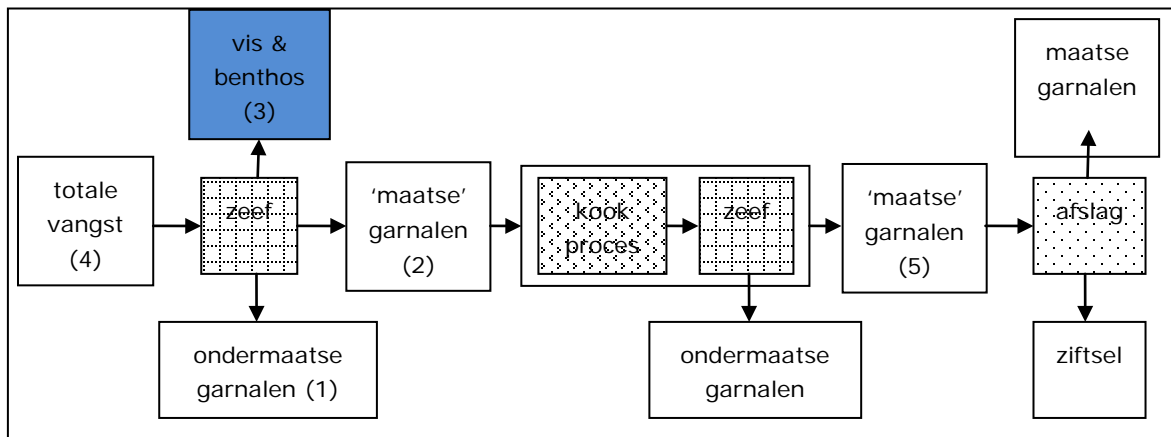 vis &
benthos
(3)
maatse
garnalen
totale
vangst
(4)
zeef
‘maatse’
garnalen
(2)
kook
proces
zeef
‘maatse’
garnalen
(5)
afslag
ondermaatse
garnalen (1)
ondermaatse
garnalen
ziftsel